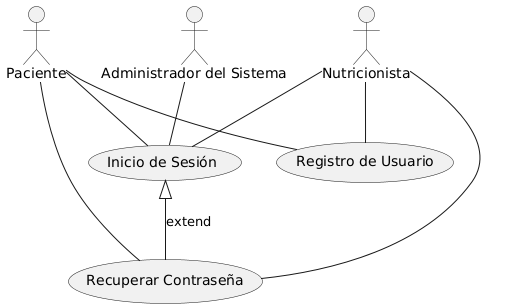 Paciente
Administrador del Sistema
Nutricionista
Inicio de Sesión
Registro de Usuario
extend
Recuperar Contraseña